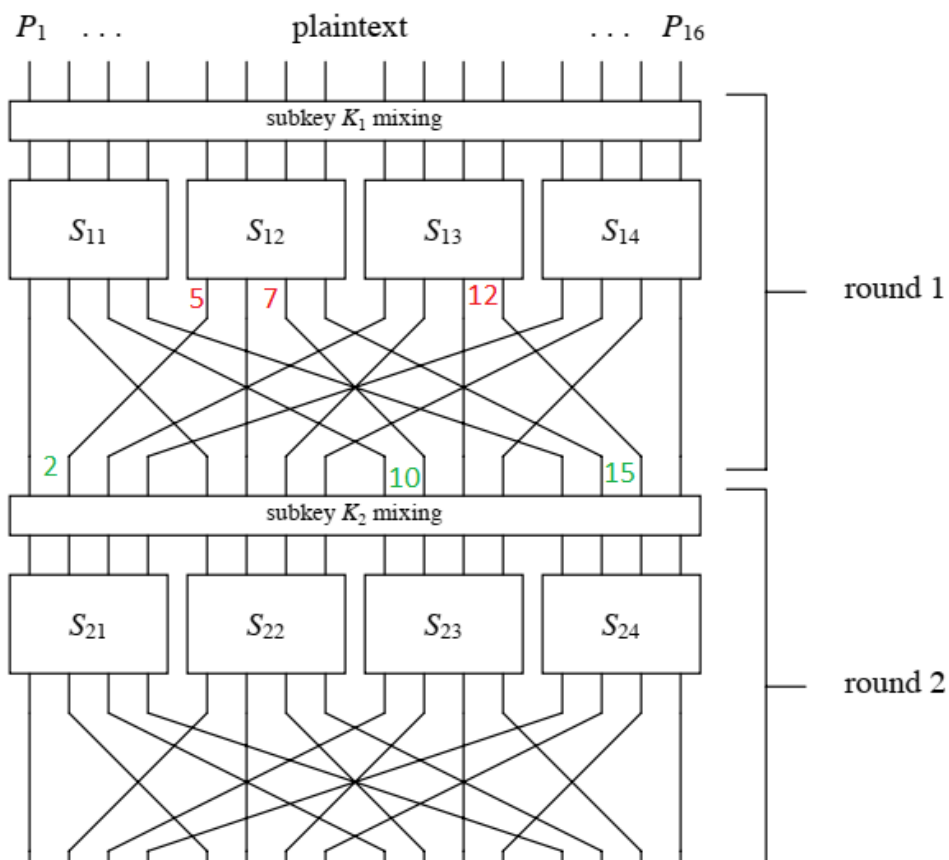 P₁ . . . plaintext . . . P₁₆
subkey K₁ mixing
S₁₁ S₁₂ S₁₃ S₁₄
5 7 12
round 1
2 10 15
subkey K₂ mixing
S₂₁ S₂₂ S₂₃ S₂₄
round 2